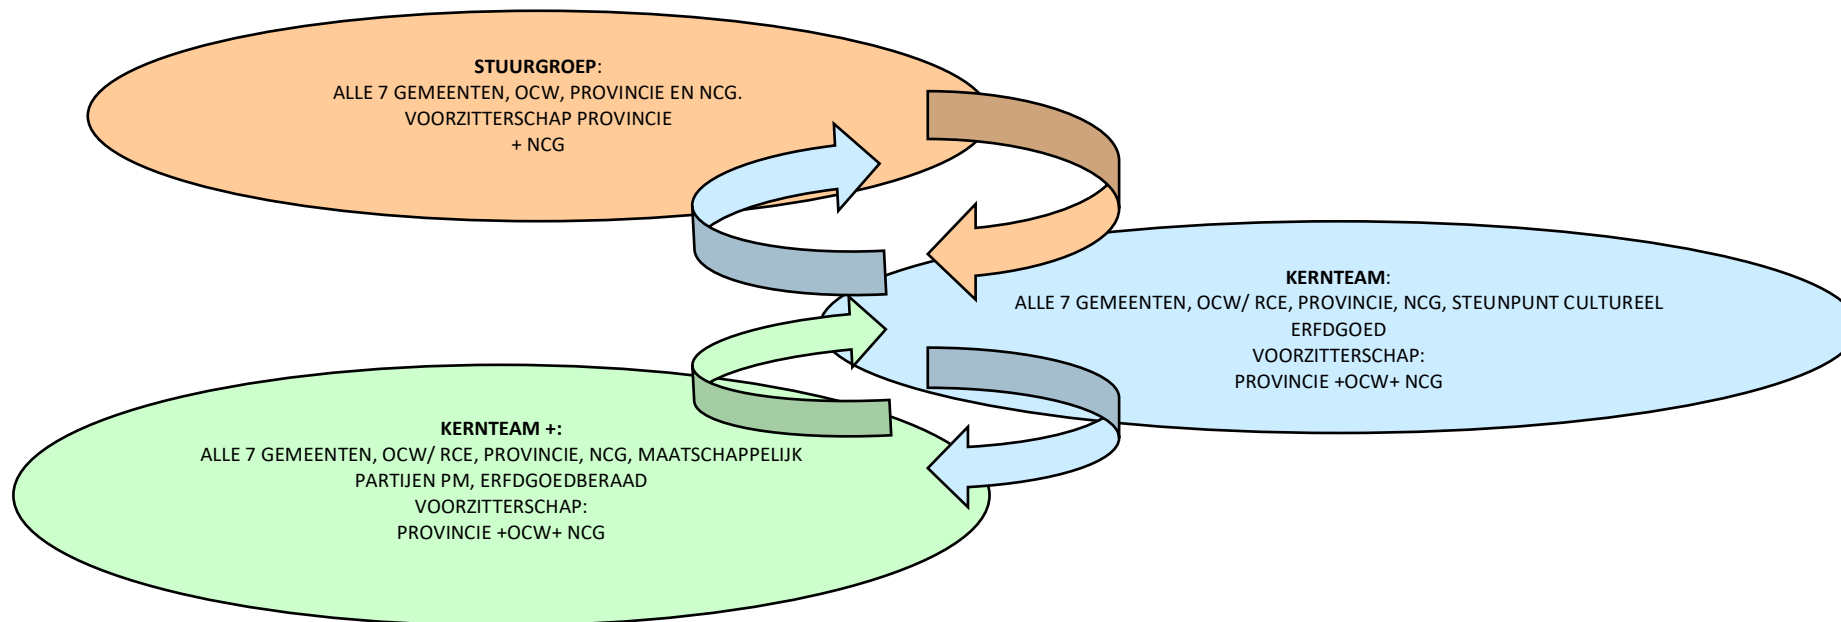 STUURGROEP:
ALLE 7 GEMEENTEN, OCW, PROVINCIE EN NCG.
VOORZITTERSCHAP PROVINCIE
+ NCG
KERNTEAM:
ALLE 7 GEMEENTEN, OCW/ RCE, PROVINCIE, NCG, STEUNPUNT CULTUREEL
ERFDGOED
VOORZITTERSCHAP:
PROVINCIE +OCW+ NCG
KERNTEAM +:
ALLE 7 GEMEENTEN, OCW/ RCE, PROVINCIE, NCG, MAATSCHAPPELIJK
PARTIJEN PM, ERFDGOEDBERAAD
VOORZITTERSCHAP:
PROVINCIE +OCW+ NCG